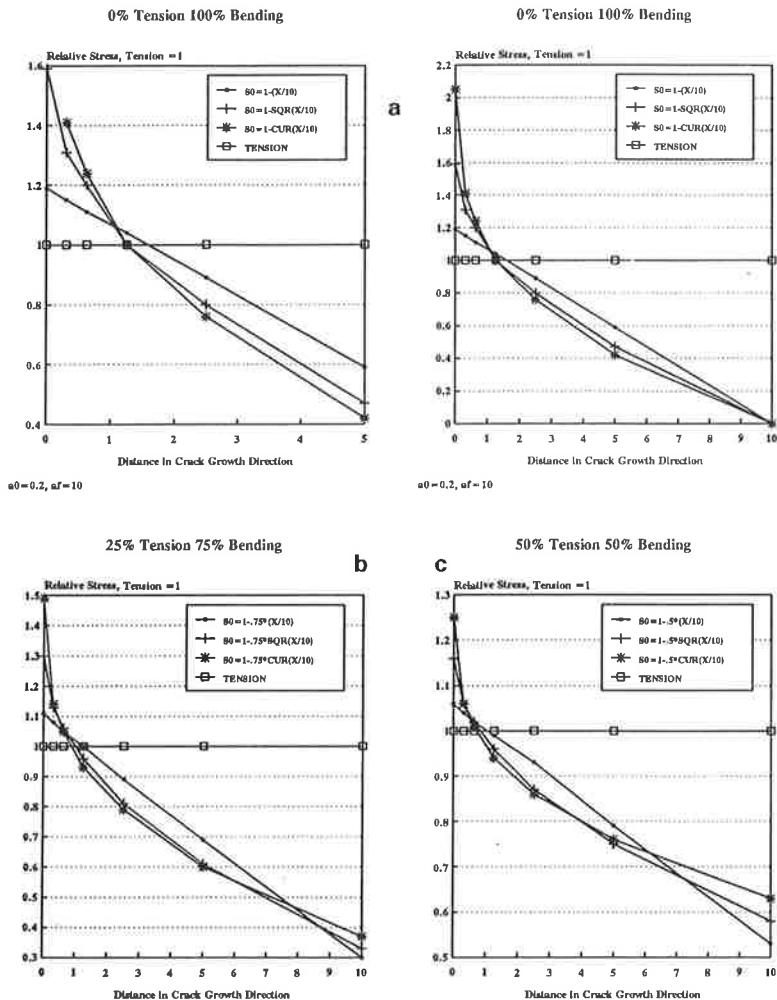 0% Tension 100% Bending
Relative Stress, Tension = 1
1.6
1.4
1.2
1
0.8
0.6
0.4
S0=1-(X/10)
S0=1-SQR(X/10)
S0=1-CUR(X/10)
TENSION
0 1 2 3 4 5
Distance in Crack Growth Direction
a0=0.2, af=10
a
0% Tension 100% Bending
Relative Stress, Tension =1
2.2
2
1.8
1.6
1.4
1.2
1
0.8
0.6
0.4
0.2
0
S0=1-(X/10)
S0=1-SQR(X/10)
S0=1-CUR(X/10)
TENSION
0 1 2 3 4 5 6 7 8 9 10
Distance in Crack Growth Direction
a0=0.2, af=10
25% Tension 75% Bending
b
Relative Stress, Tension =1
1.5
1.4
1.3
1.2
1.1
1
0.9
0.8
0.7
0.6
0.5
0.4
0.3
S0=1-.75*(X/10)
S0=1-.75*SQR(X/10)
S0=1-.75*CUR(X/10)
TENSION
0 1 2 3 4 5 6 7 8 9 10
Distance in Crack Growth Direction
c
50% Tension 50% Bending
Relative Stress, Tension =1
1.3
1.2
1.1
1
0.9
0.8
0.7
0.6
0.5
S0=1-.5*(X/10)
S0=1-.5*SQR(X/10)
S0=1-.5*CUR(X/10)
TENSION
0 1 2 3 4 5 6 7 8 9 10
Distance in Crack Growth Direction